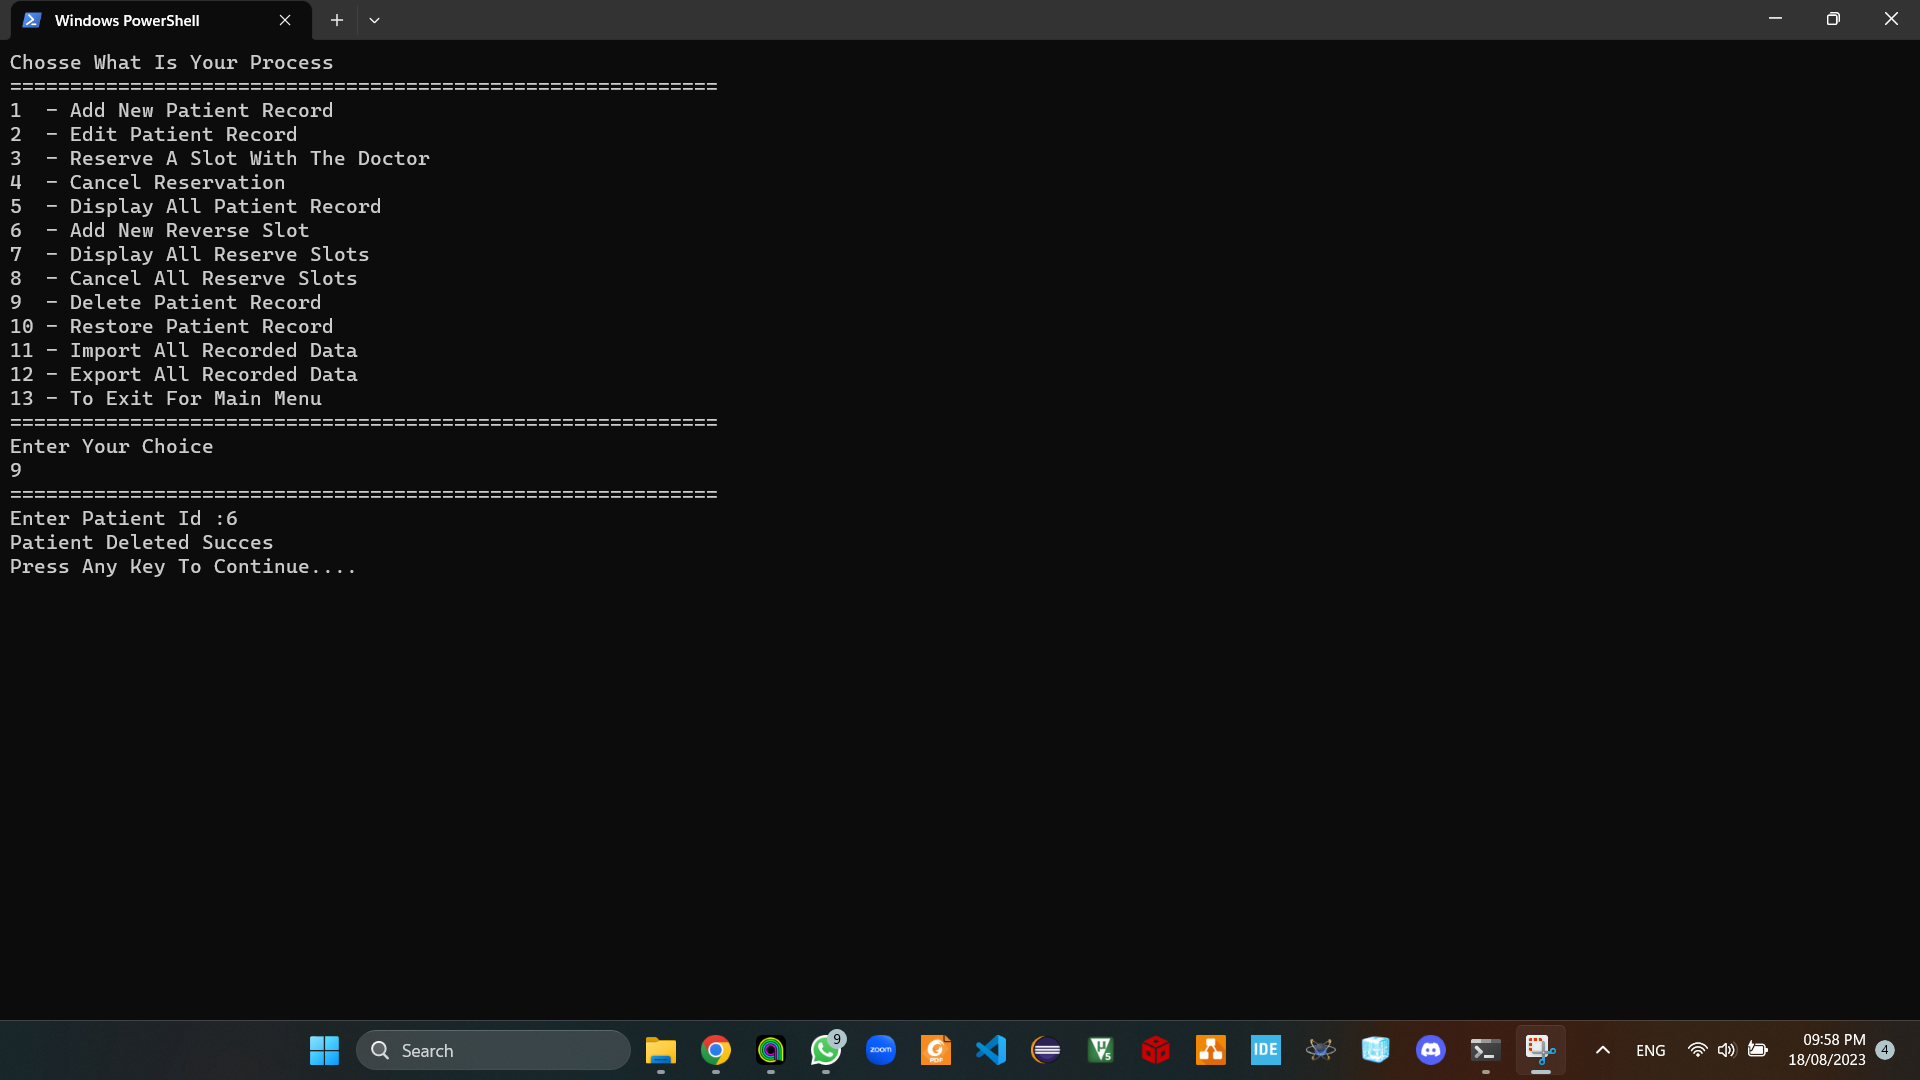 Windows PowerShell
Chosse What Is Your Process
===========================================================
1  - Add New Patient Record
2  - Edit Patient Record
3  - Reserve A Slot With The Doctor
4  - Cancel Reservation
5  - Display All Patient Record
6  - Add New Reverse Slot
7  - Display All Reserve Slots
8  - Cancel All Reserve Slots
9  - Delete Patient Record
10 - Restore Patient Record
11 - Import All Recorded Data
12 - Export All Recorded Data
13 - To Exit For Main Menu
===========================================================
Enter Your Choice
9
===========================================================
Enter Patient Id :6
Patient Deleted Succes
Press Any Key To Continue....
Search
9
zoom
PDF
5
IDE
ENG
09:58 PM
18/08/2023
4